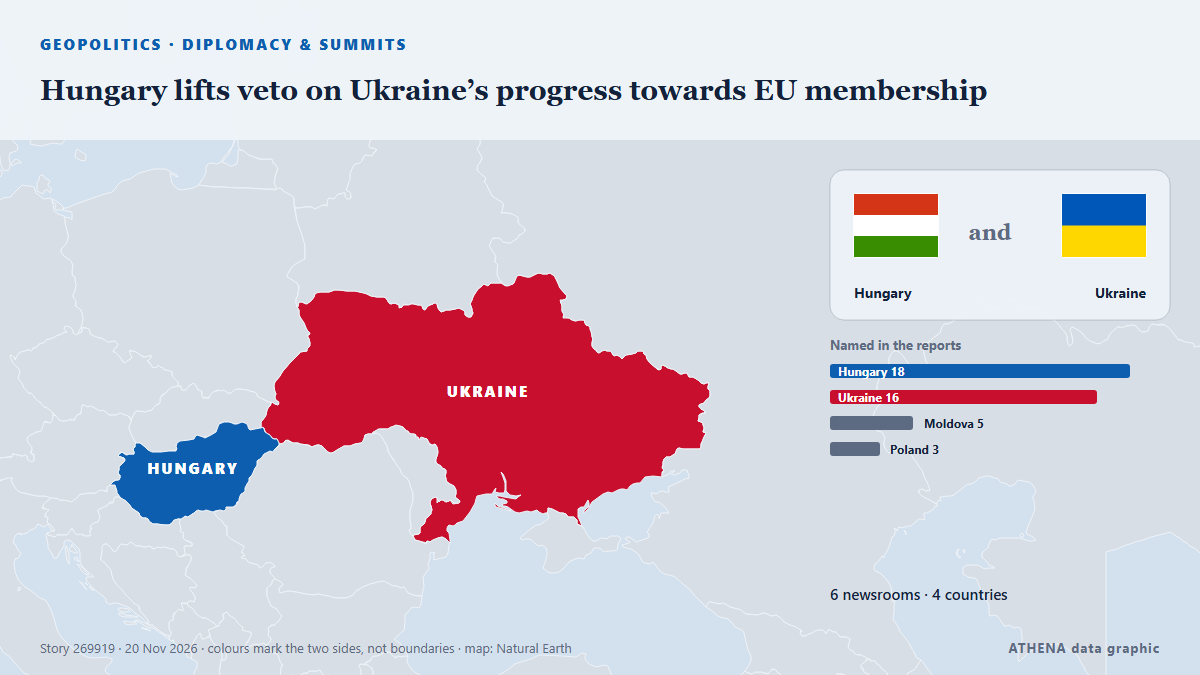 GEOPOLITICS · DIPLOMACY & SUMMITS
Hungary lifts veto on Ukraine’s progress towards EU membership
and
Hungary
Ukraine
Named in the reports
Hungary 18
Ukraine 16
Moldova 5
Poland 3
UKRAINE
HUNGARY
6 newsrooms · 4 countries
Story 269919 · 20 Nov 2026 · colours mark the two sides, not boundaries · map: Natural Earth
ATHENA data graphic